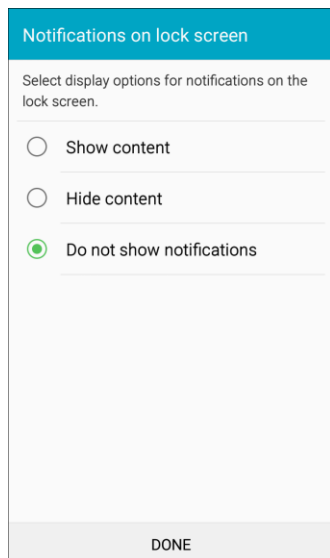 Notifications on lock screen
Select display options for notifications on the
lock screen.
Show content
Hide content
Do not show notifications
DONE